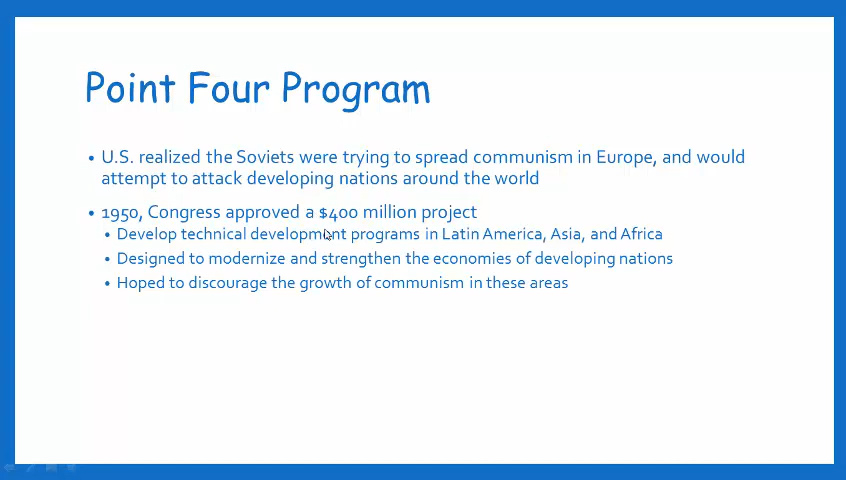 Point Four Program
• U.S. realized the Soviets were trying to spread communism in Europe, and would
attempt to attack developing nations around the world
• 1950, Congress approved a $400 million project
• Develop technical development programs in Latin America, Asia, and Africa
• Designed to modernize and strengthen the economies of developing nations
• Hoped to discourage the growth of communism in these areas